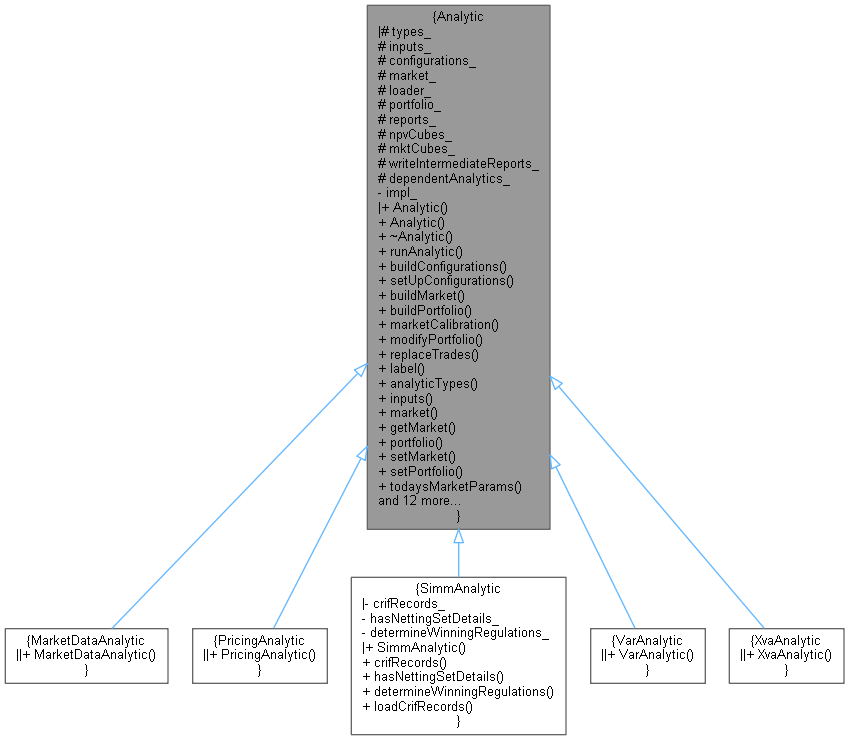 {Analytic
|# types_
# inputs_
# configurations_
# market_
# loader_
# portfolio_
# reports_
# npvCubes_
# mktCubes_
# writeIntermediateReports_
# dependentAnalytics_
- impl_
|+ Analytic()
+ Analytic()
+ ~Analytic()
+ runAnalytic()
+ buildConfigurations()
+ setUpConfigurations()
+ buildMarket()
+ buildPortfolio()
+ marketCalibration()
+ modifyPortfolio()
+ replaceTrades()
+ label()
+ analyticTypes()
+ inputs()
+ market()
+ getMarket()
+ portfolio()
+ setMarket()
+ setPortfolio()
+ todaysMarketParams()
and 12 more...
}
{MarketDataAnalytic
||+ MarketDataAnalytic()
}
{PricingAnalytic
||+ PricingAnalytic()
}
{SimmAnalytic
|- crifRecords_
- hasNettingSetDetails_
- determineWinningRegulations_
|+ SimmAnalytic()
+ crifRecords()
+ hasNettingSetDetails()
+ determineWinningRegulations()
+ loadCrifRecords()
}
{VarAnalytic
||+ VarAnalytic()
}
{XvaAnalytic
||+ XvaAnalytic()
}